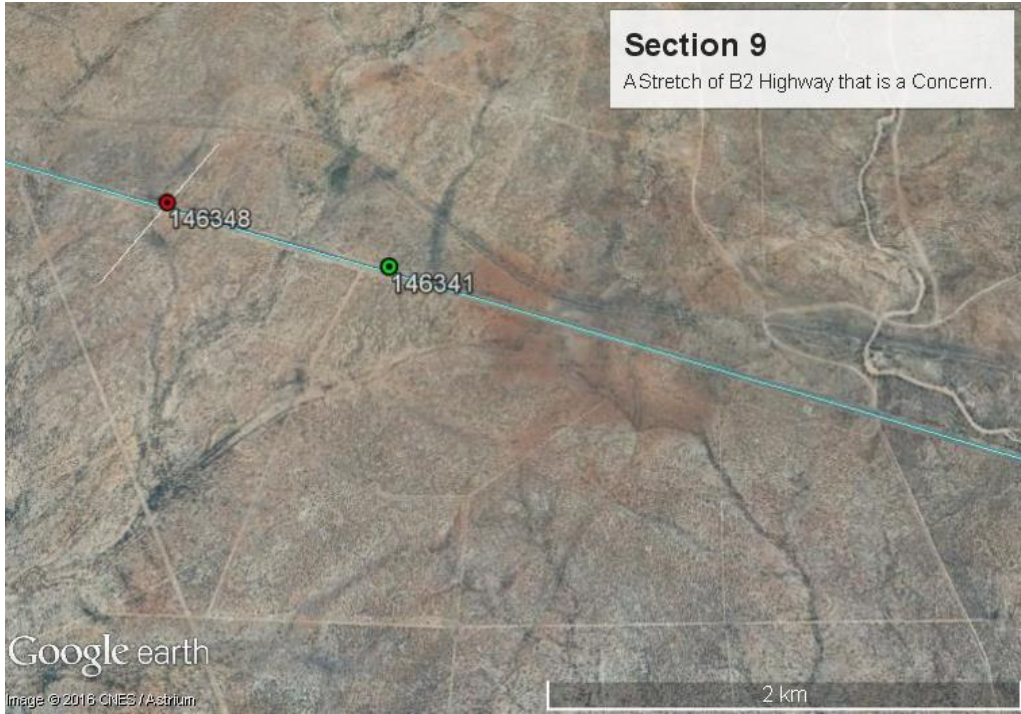 Section 9
A Stretch of B2 Highway that is a Concern.
146348
146341
Google earth
Image © 2016 CNES / Astrium
2 km